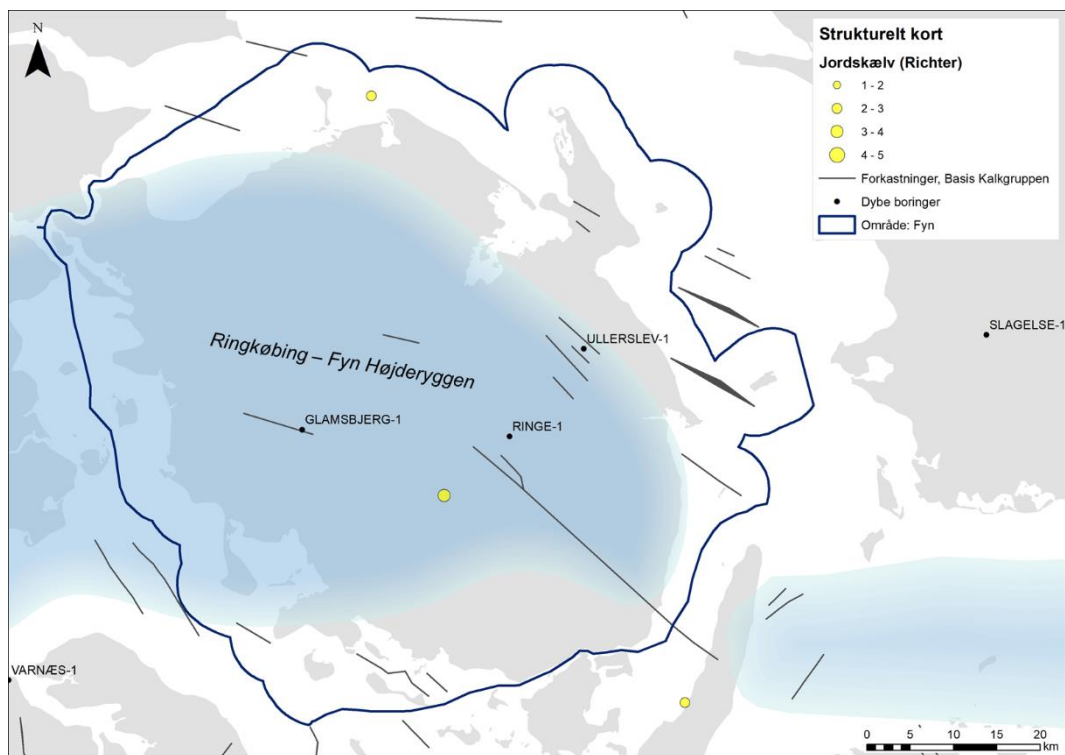 N
Strukturelt kort
Jordskælv (Richter)
1 - 2
2 - 3
3 - 4
4 - 5
Forkastninger, Basis Kalkgruppen
Dybe boringer
Område: Fyn
ULLERSLEV-1
SLAGELSE-1
Ringkøbing – Fyn Højderyggen
GLAMSBJERG-1
RINGE-1
VARNÆS-1
km
0 5 10 15 20